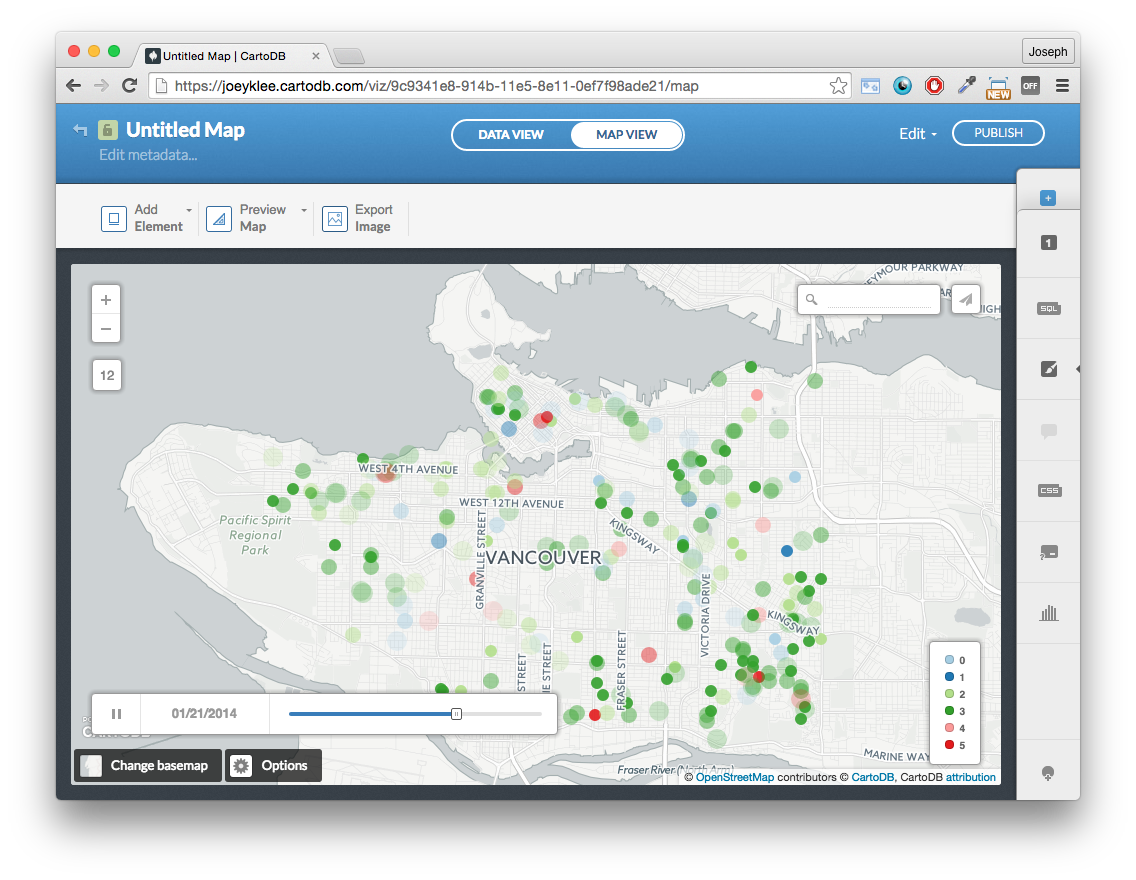 Untitled Map | CartoDB
Joseph
https://joeyklee.cartodb.com/viz/9c9341e8-914b-11e5-8e11-0ef7f98ade21/map
NEW
OFF
Untitled Map
Edit metadata...
DATA VIEW
MAP VIEW
Edit
PUBLISH
Add
Element
Preview
Map
Export
Image
+
1
SQL
CSS
+
−
12
WEST 4TH AVENUE
WEST 12TH AVENUE
Pacific Spirit
Regional
Park
GRANVILLE STREET
VANCOUVER
KINGSWAY
VICTORIA DRIVE
KINGSWAY
STREET
STREET
FRASER STREET
0
1
2
3
4
5
01/21/2014
CARTODB
MARINE WAY
Fraser River (North Arm)
Change basemap
Options
© OpenStreetMap contributors © CartoDB, CartoDB attribution